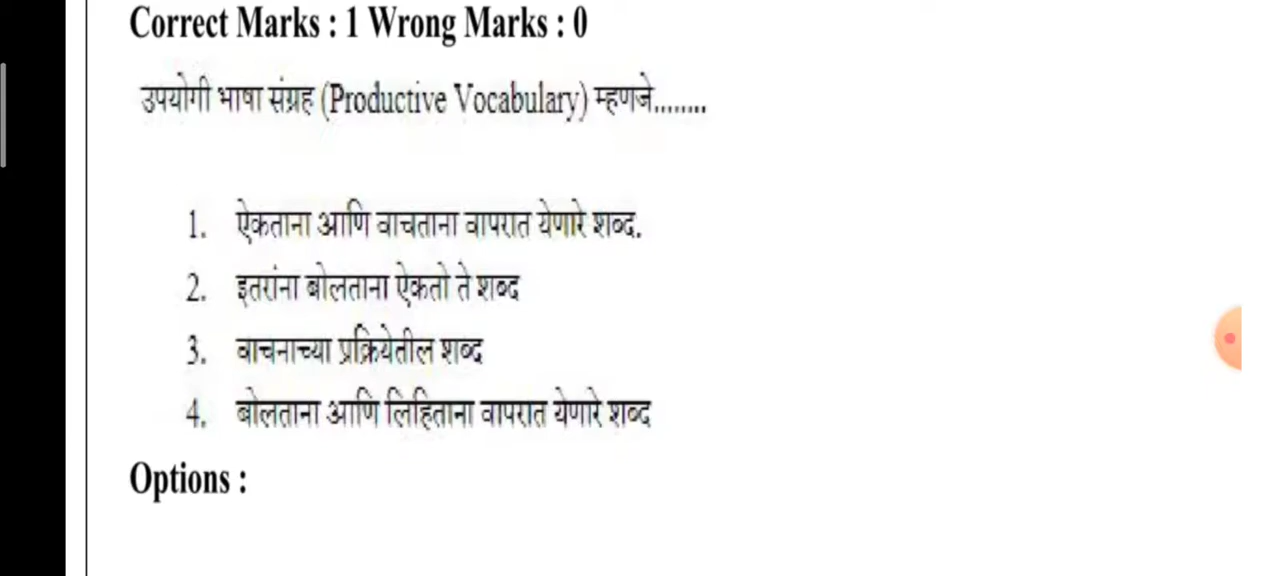 Correct Marks : 1 Wrong Marks : 0
उपयोगी भाषा संग्रह (Productive Vocabulary) म्हणजे........
1. ऐकताना आणि वाचताना वापरात येणारे शब्द.
2. इतरांना बोलताना ऐकतो ते शब्द
3. वाचनाच्या प्रक्रियेतील शब्द
4. बोलताना आणि लिहिताना वापरात येणारे शब्द
Options :